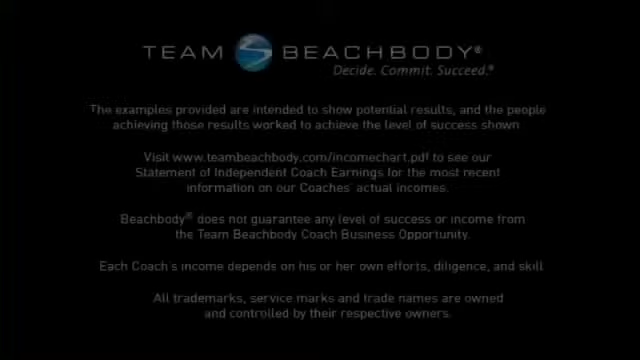 TEAM BEACHBODY®
Decide. Commit. Succeed.®
The examples provided are intended to show potential results, and the people
achieving those results worked to achieve the level of success shown
Visit www.teambeachbody.com/incomechart.pdf to see our
Statement of Independent Coach Earnings for the most recent
information on our Coaches' actual incomes.
Beachbody® does not guarantee any level of success or income from
the Team Beachbody Coach Business Opportunity.
Each Coach's income depends on his or her own efforts, diligence, and skill
All trademarks, service marks and trade names are owned
and controlled by their respective owners.